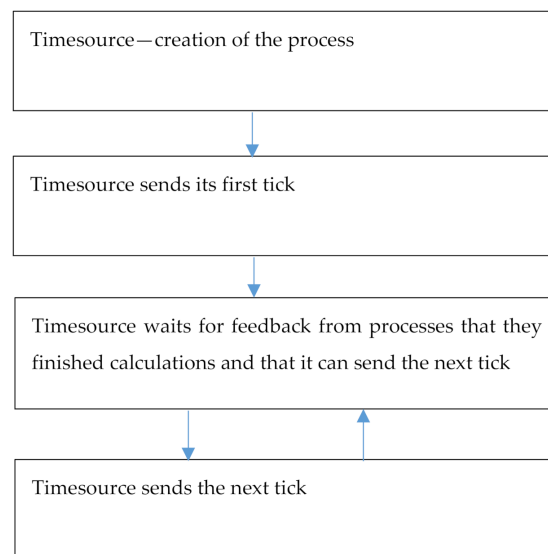 Timesource—creation of the process
Timesource sends its first tick
Timesource waits for feedback from processes that they
finished calculations and that it can send the next tick
Timesource sends the next tick